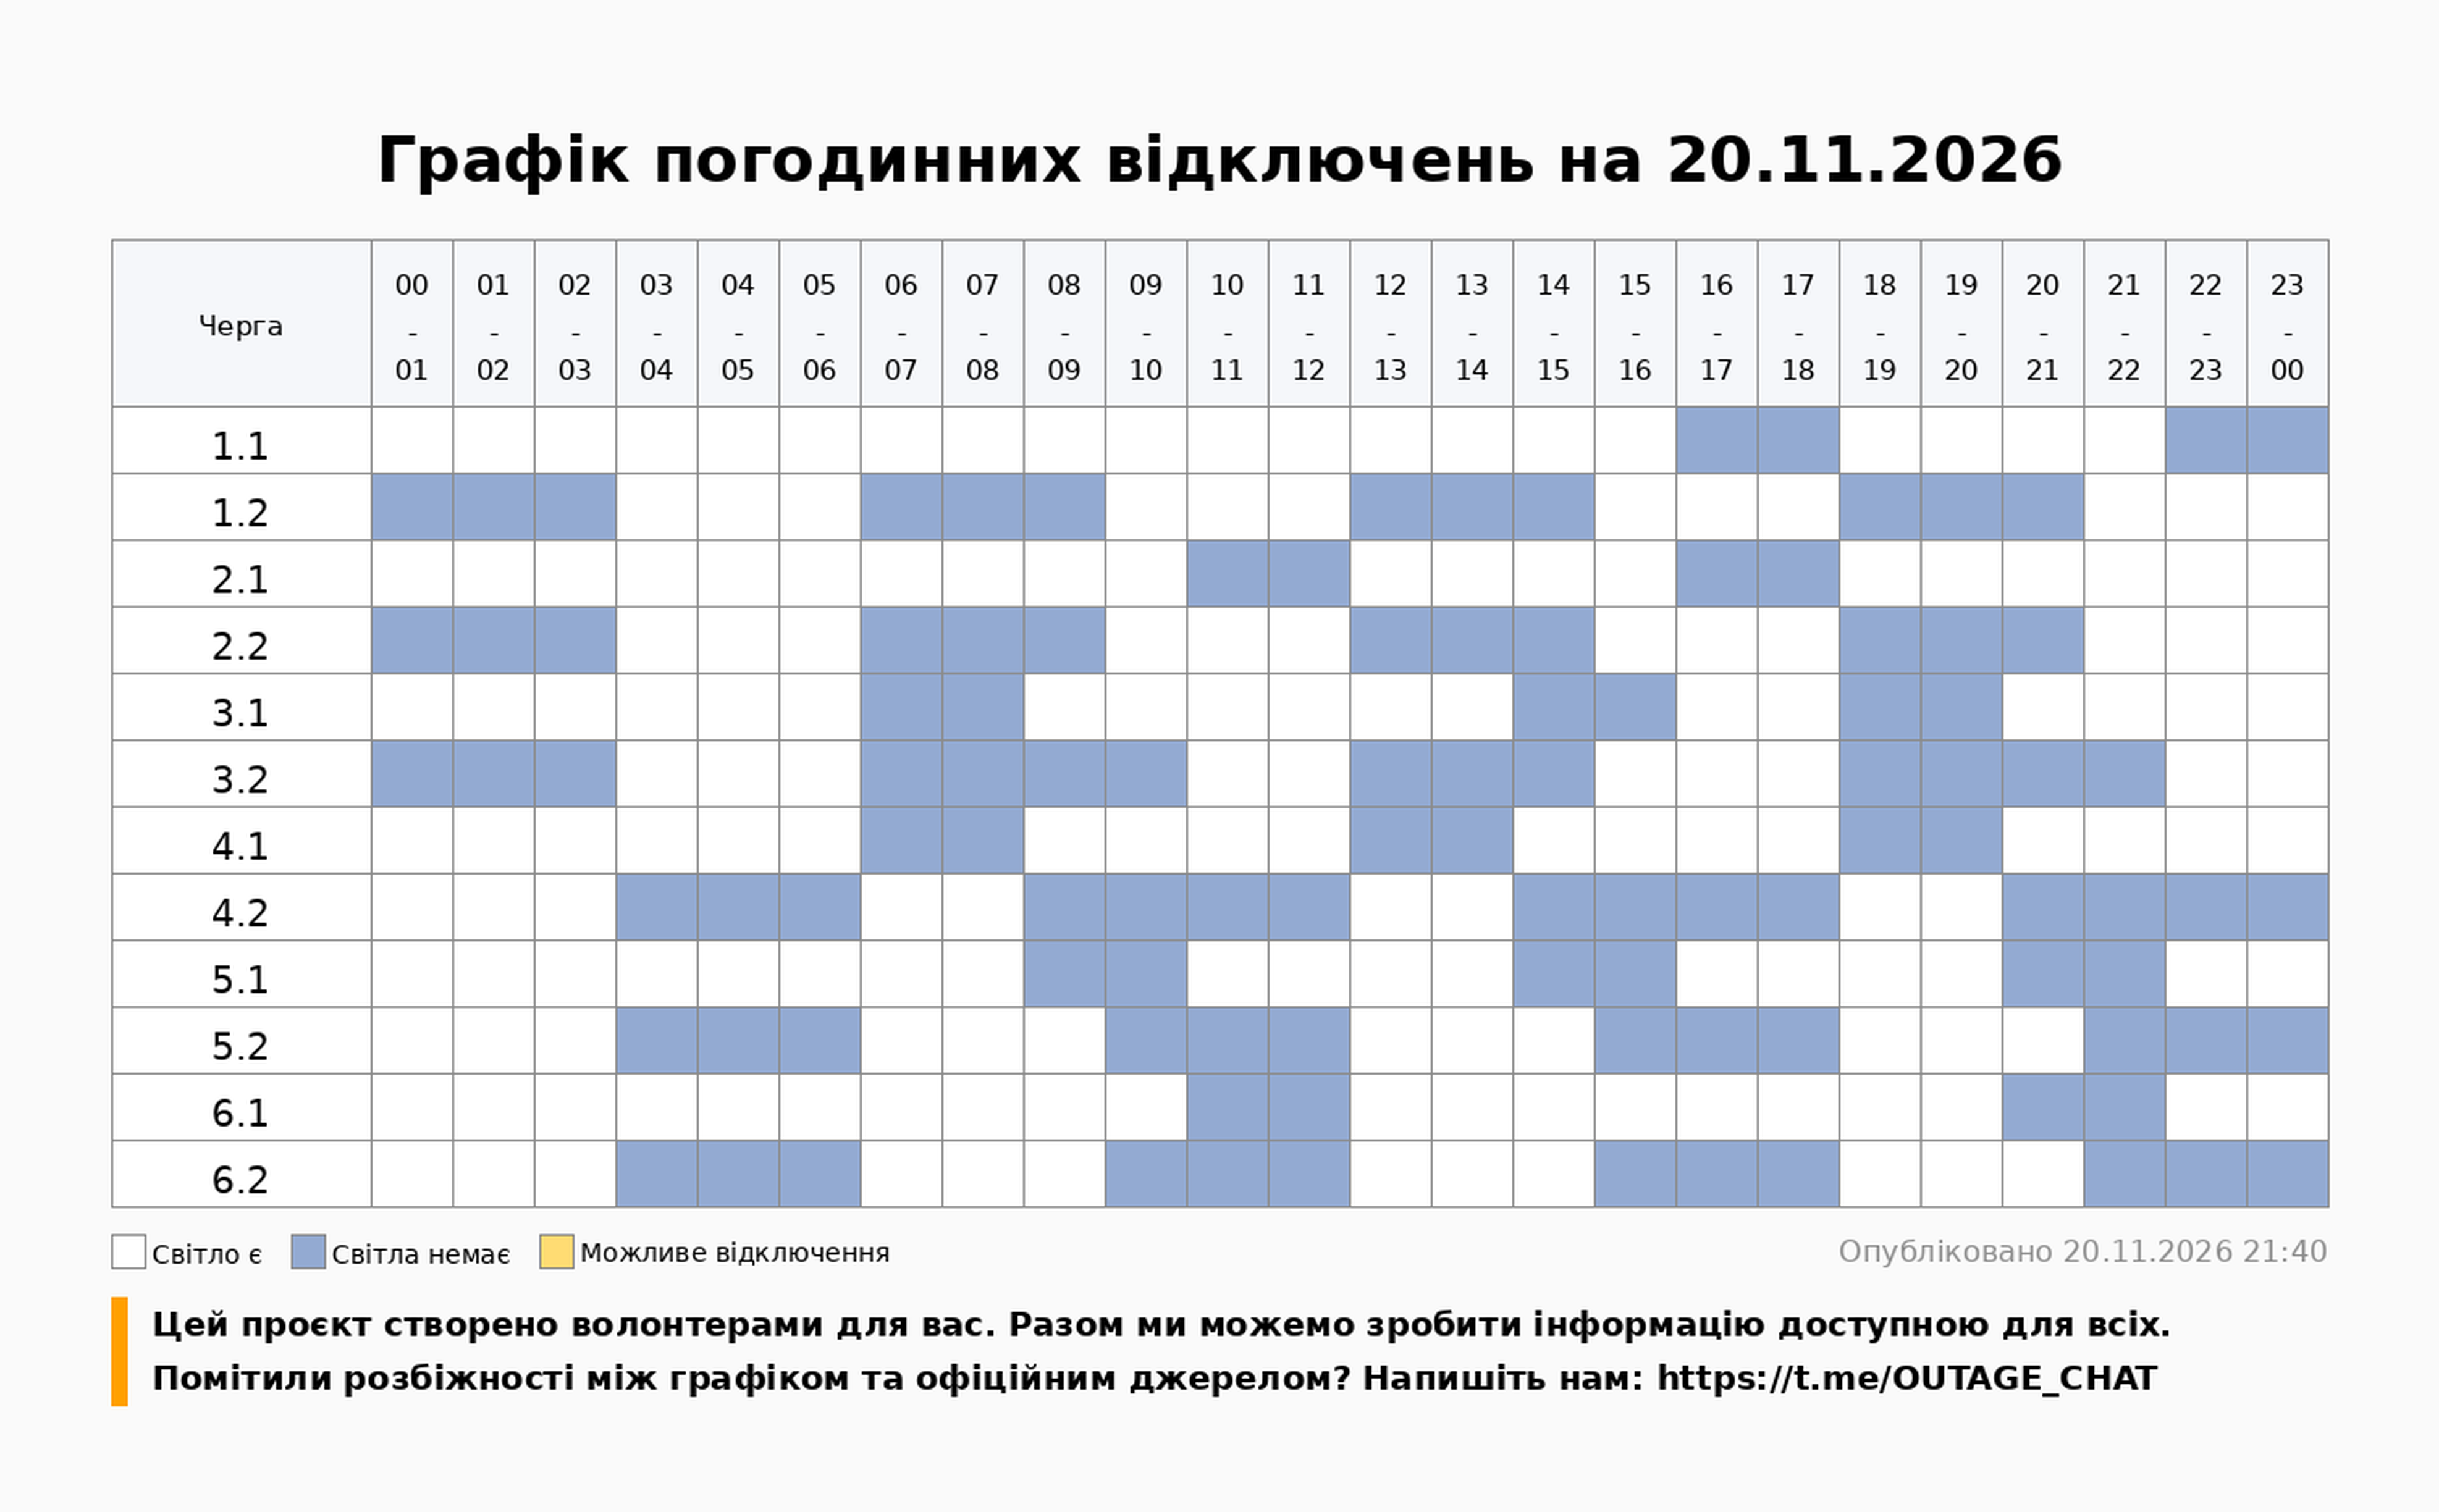 Графік погодинних відключень на 20.11.2026
Черга 00 - 01 01 - 02 02 - 03 03 - 04 04 - 05 05 - 06 06 - 07 07 - 08 08 - 09 09 - 10 10 - 11 11 - 12 12 - 13 13 - 14 14 - 15 15 - 16 16 - 17 17 - 18 18 - 19 19 - 20 20 - 21 21 - 22 22 - 23 23 - 00
1.1
1.2
2.1
2.2
3.1
3.2
4.1
4.2
5.1
5.2
6.1
6.2
Світло є Світла немає Можливе відключення Опубліковано 20.11.2026 21:40
Цей проєкт створено волонтерами для вас. Разом ми можемо зробити інформацію доступною для всіх.
Помітили розбіжності між графіком та офіційним джерелом? Напишіть нам: https://t.me/OUTAGE_CHAT